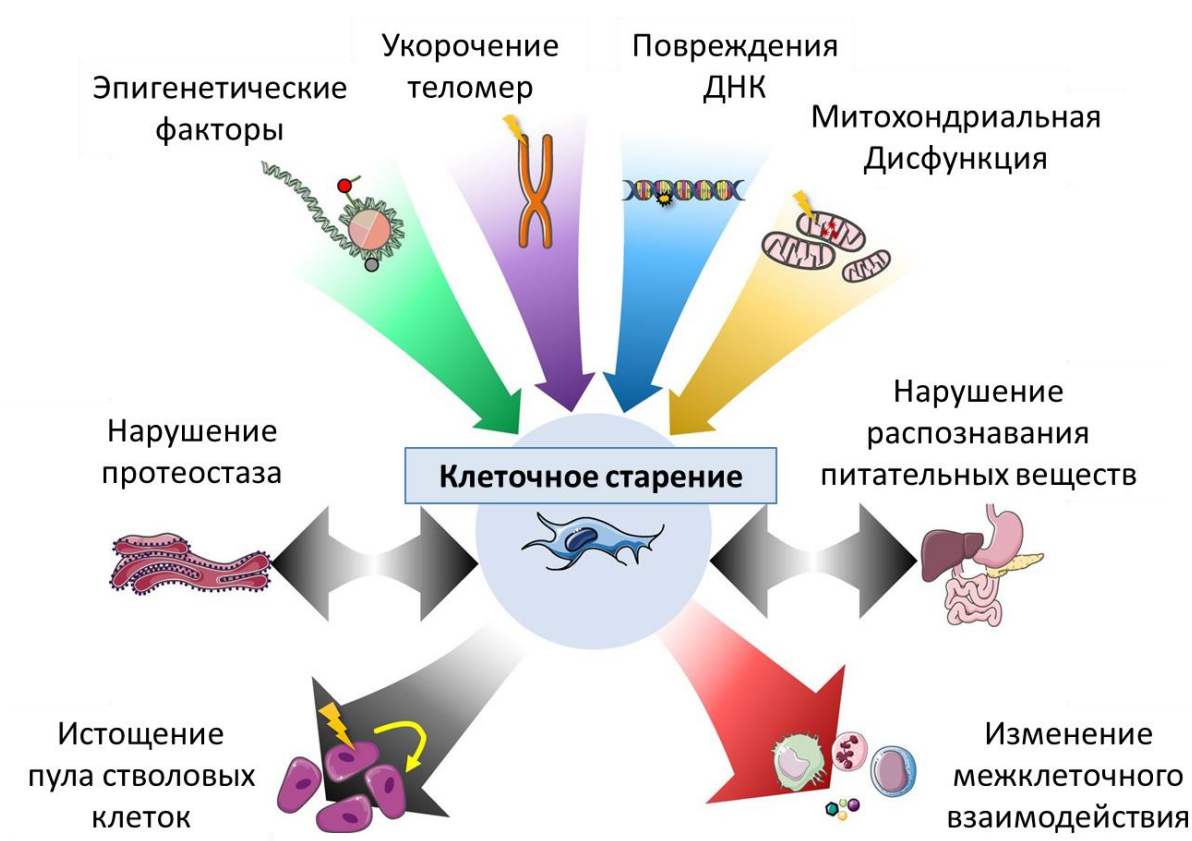 Эпигенетические
факторы
Укорочение
теломер
Повреждения
ДНК
Митохондриальная
Дисфункция
Нарушение
протеостаза
Клеточное старение
Нарушение
распознавания
питательных веществ
Истощение
пула стволовых
клеток
Изменение
межклеточного
взаимодействия